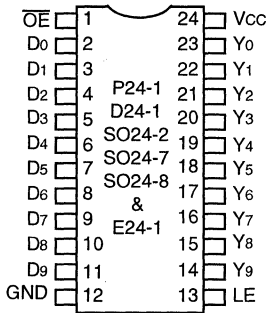 OE 1 24 Vcc
D0 2 23 Y0
D1 3 22 Y1
D2 4 P24-1 21 Y2
D3 5 D24-1 20 Y3
D4 6 SO24-2 19 Y4
D5 7 SO24-7 18 Y5
D6 8 SO24-8 17 Y6
D7 9 & 16 Y7
D8 10 E24-1 15 Y8
D9 11 14 Y9
GND 12 13 LE